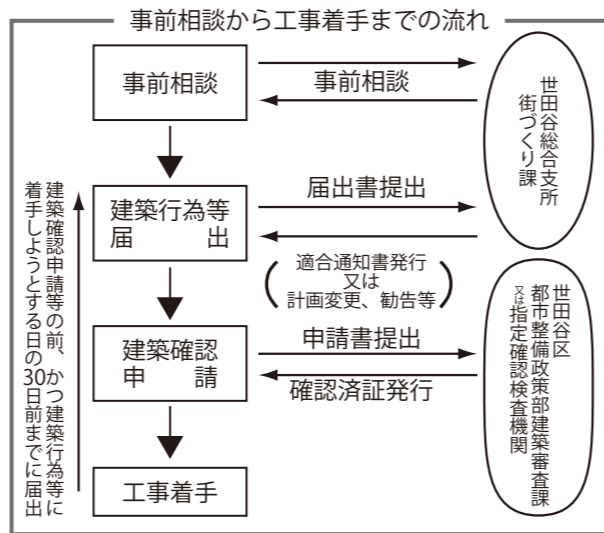 事前相談から工事着手までの流れ
事前相談
事前相談
世田谷総合支所
街づくり課
建築行為等
届出
届出書提出
適合通知書発行
又は
計画変更、勧告等
建築確認
申請
申請書提出
確認済証発行
世田谷区
都市整備政策部建築審査課
又は指定確認検査機関
工事着手
建築確認申請等の前、かつ建築行為等に
着手しようとする日の30日前までに届出